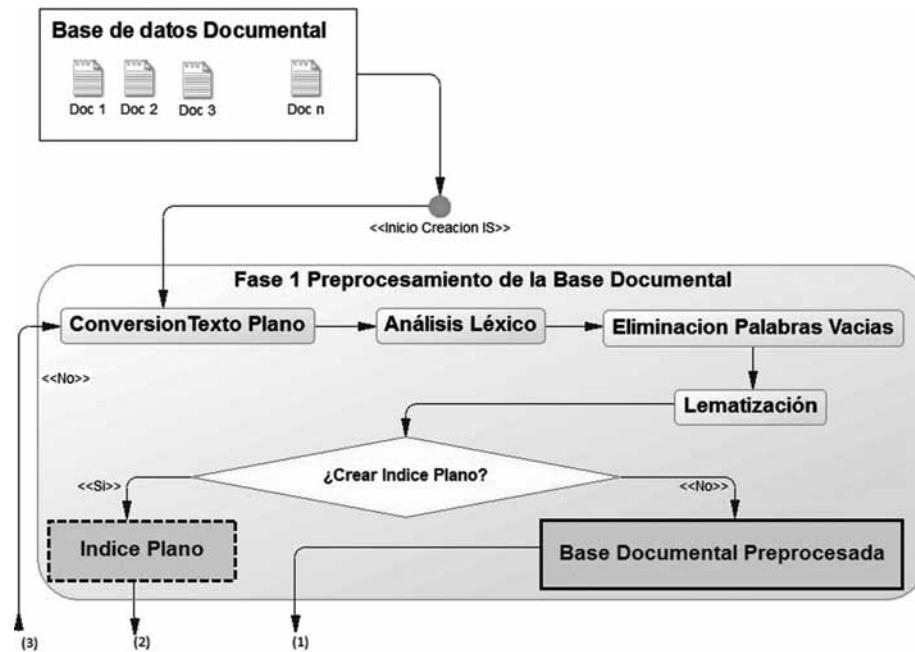 Base de datos Documental
Doc 1
Doc 2
Doc 3
Doc n
<<Inicio Creacion IS>>
Fase 1 Preprocesamiento de la Base Documental
ConversionTexto Plano
Análisis Léxico
Eliminacion Palabras Vacias
<<No>>
Lematización
¿Crear Indice Plano?
<<Si>>
<<No>>
Indice Plano
Base Documental Preprocesada
(3)
(2)
(1)